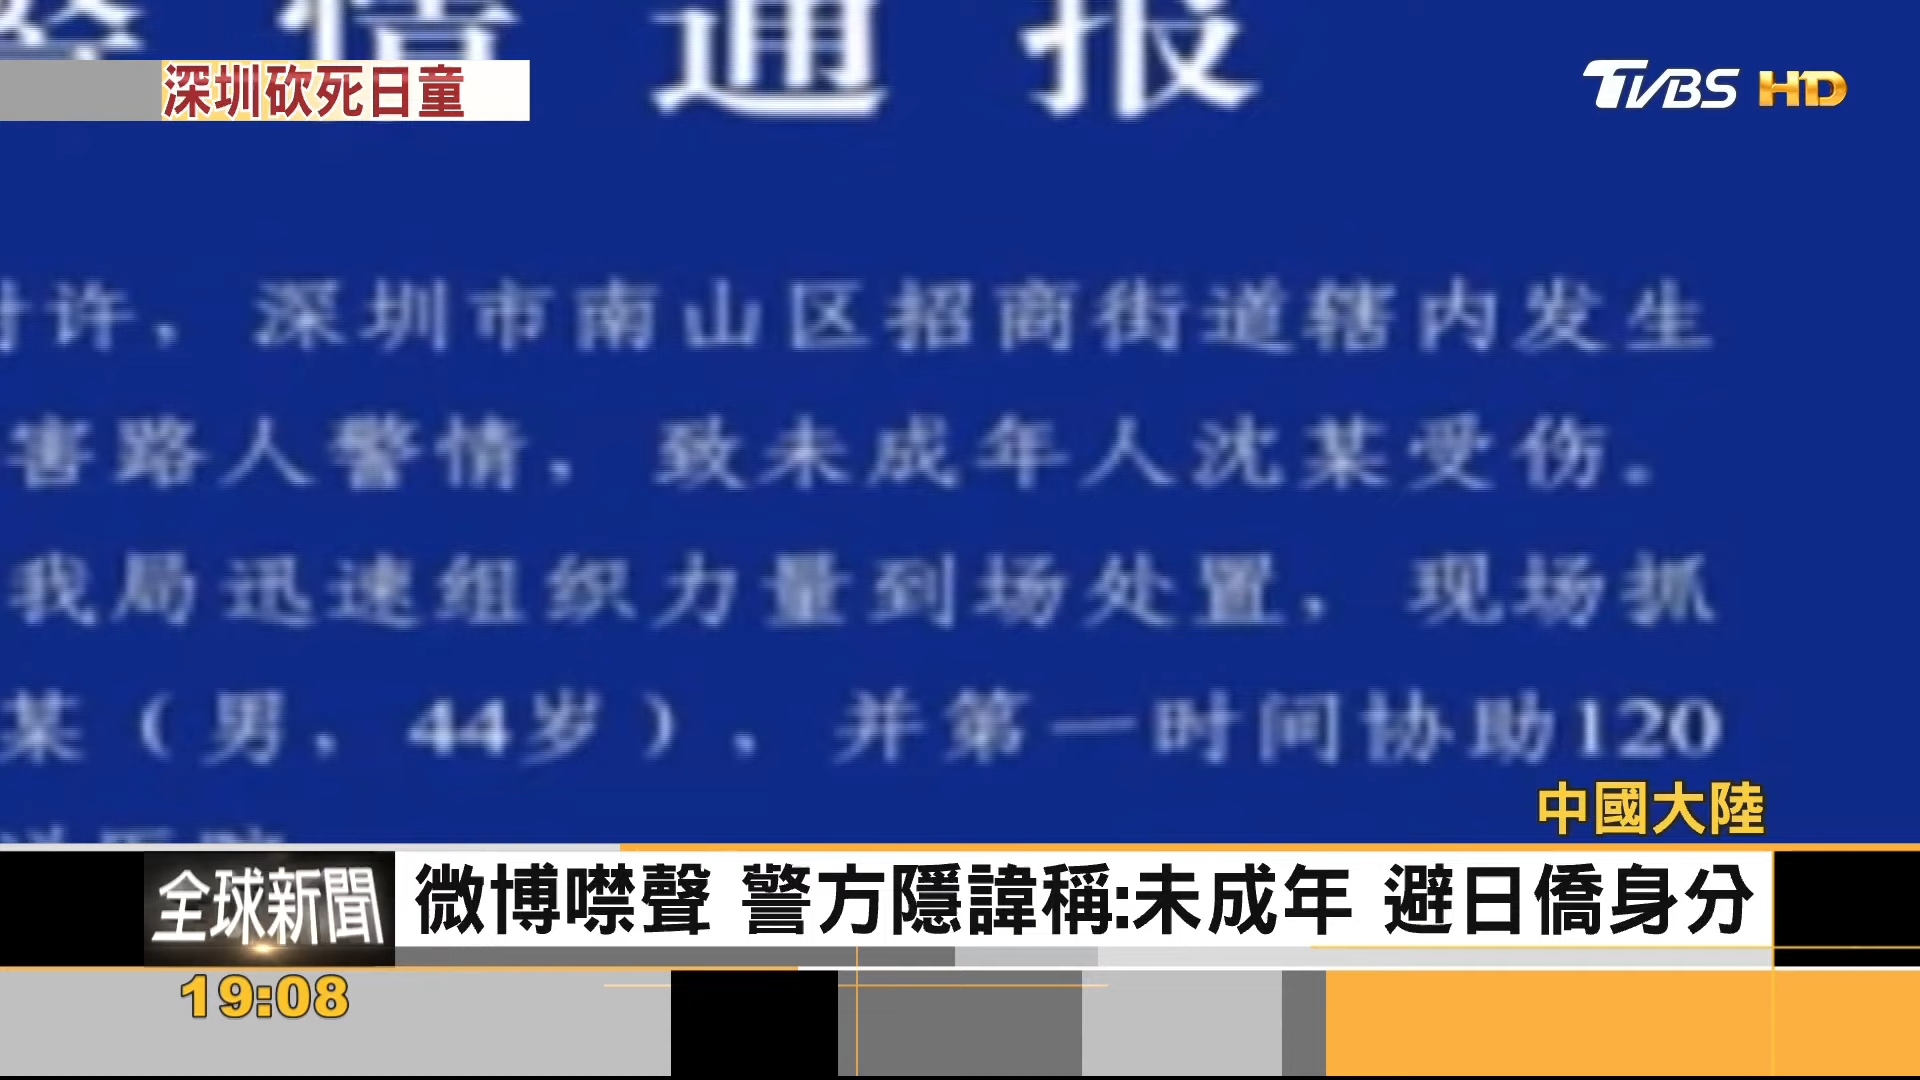 情通报
深圳砍死日童
TVBS HD
时许，深圳市南山区招商街道辖内发生
害路人警情，致未成年人沈某受伤。
我局迅速组织力量到场处置，现场抓
某（男，44岁），并第一时间协助120
中國大陸
全球新聞
微博噤聲 警方隱諱稱:未成年 避日僑身分
19:08